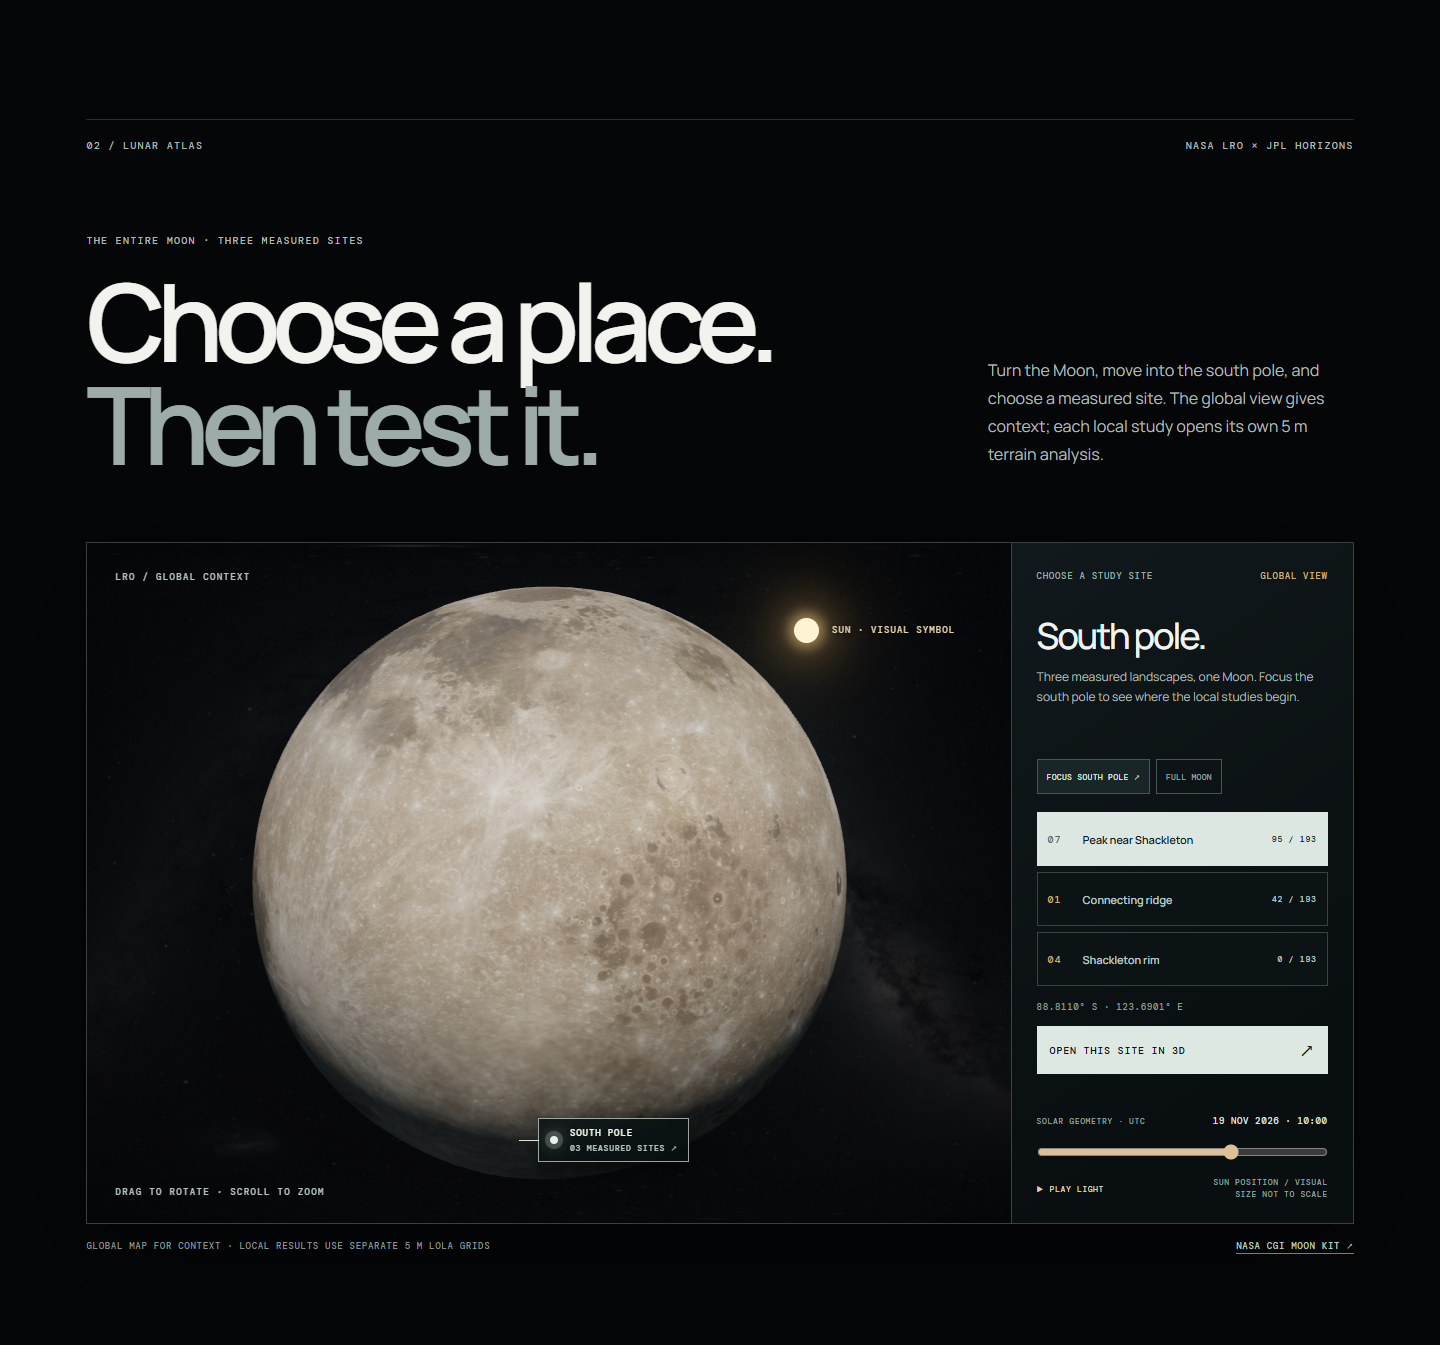 02 / LUNAR ATLAS
NASA LRO × JPL HORIZONS
THE ENTIRE MOON · THREE MEASURED SITES
Choose a place.
Then test it.
Turn the Moon, move into the south pole, and
choose a measured site. The global view gives
context; each local study opens its own 5 m
terrain analysis.
LRO / GLOBAL CONTEXT
SUN · VISUAL SYMBOL
SOUTH POLE
03 MEASURED SITES ↗
DRAG TO ROTATE · SCROLL TO ZOOM
CHOOSE A STUDY SITE
GLOBAL VIEW
South pole.
Three measured landscapes, one Moon. Focus the
south pole to see where the local studies begin.
FOCUS SOUTH POLE ↗
FULL MOON
07 Peak near Shackleton 95 / 193
01 Connecting ridge 42 / 193
04 Shackleton rim 0 / 193
88.8110° S · 123.6901° E
OPEN THIS SITE IN 3D ↗
SOLAR GEOMETRY · UTC
19 NOV 2026 · 10:00
▶ PLAY LIGHT
SUN POSITION / VISUAL
SIZE NOT TO SCALE
GLOBAL MAP FOR CONTEXT · LOCAL RESULTS USE SEPARATE 5 M LOLA GRIDS
NASA CGI MOON KIT ↗